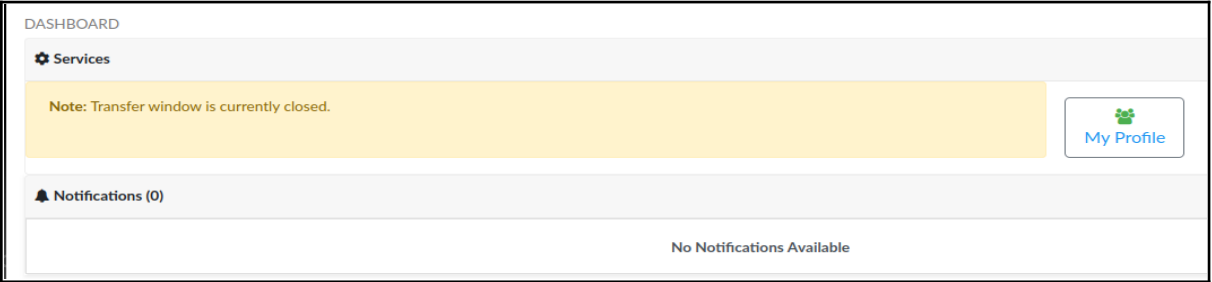 DASHBOARD
Services
Note: Transfer window is currently closed.
My Profile
Notifications (0)
No Notifications Available